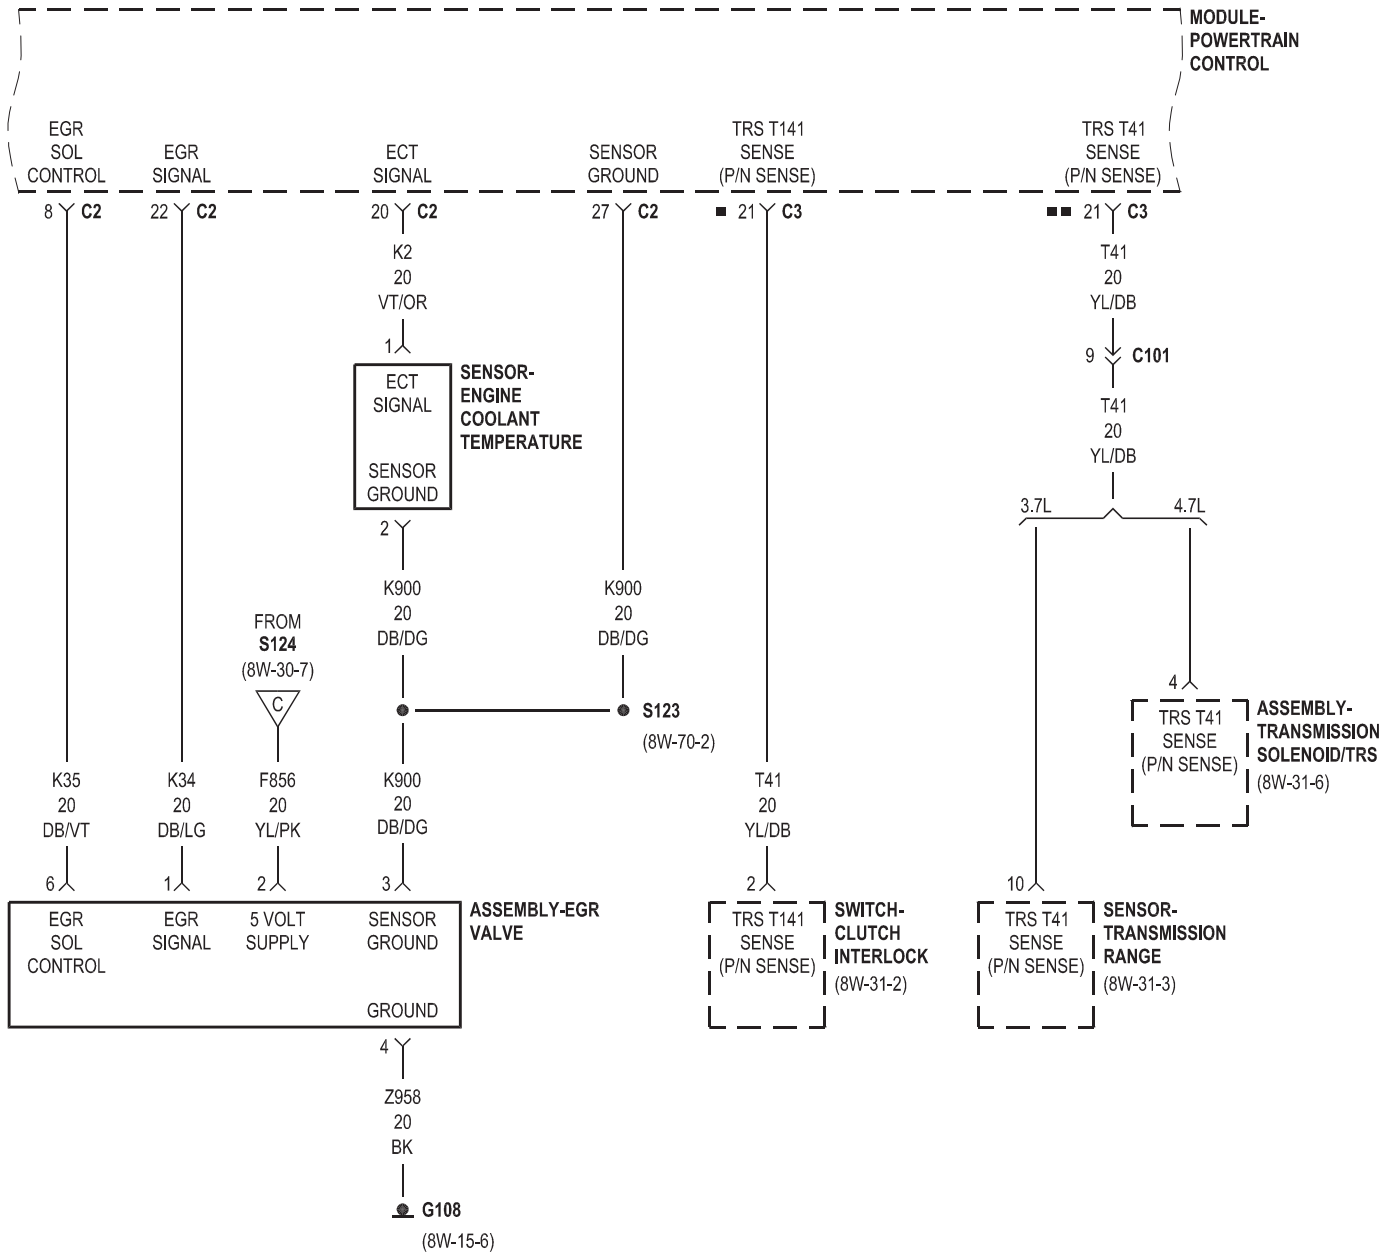 MODULE-
POWERTRAIN
CONTROL
EGR
SOL
CONTROL
EGR
SIGNAL
ECT
SIGNAL
SENSOR
GROUND
TRS T141
SENSE
(P/N SENSE)
TRS T41
SENSE
(P/N SENSE)
8 C2
22 C2
20 C2
27 C2
21 C3
21 C3
K2
20
VT/OR
T41
20
YL/DB
1
9 C101
ECT
SIGNAL
SENSOR
GROUND
SENSOR-
ENGINE
COOLANT
TEMPERATURE
T41
20
YL/DB
2
3.7L
4.7L
K900
20
DB/DG
K900
20
DB/DG
FROM
S124
(8W-30-7)
C
S123
(8W-70-2)
4
TRS T41
SENSE
(P/N SENSE)
ASSEMBLY-
TRANSMISSION
SOLENOID/TRS
(8W-31-6)
K35
20
DB/VT
K34
20
DB/LG
F856
20
YL/PK
K900
20
DB/DG
T41
20
YL/DB
6
1
2
3
2
10
EGR
SOL
CONTROL
EGR
SIGNAL
5 VOLT
SUPPLY
SENSOR
GROUND
GROUND
ASSEMBLY-EGR
VALVE
TRS T141
SENSE
(P/N SENSE)
SWITCH-
CLUTCH
INTERLOCK
(8W-31-2)
TRS T41
SENSE
(P/N SENSE)
SENSOR-
TRANSMISSION
RANGE
(8W-31-3)
4
Z958
20
BK
G108
(8W-15-6)